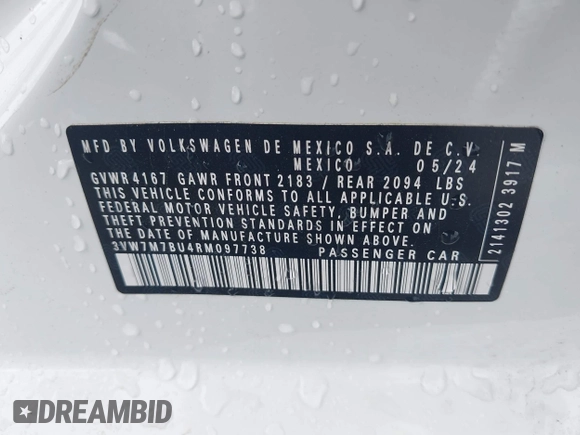 MFD BY VOLKSWAGEN DE MEXICO S.A. DE C.V.
MEXICO 05/24
GVWR 4167 GAWR FRONT 2183 / REAR 2094 LBS
THIS VEHICLE CONFORMS TO ALL APPLICABLE U.S.
FEDERAL MOTOR VEHICLE SAFETY, BUMPER AND
THEFT PREVENTION STANDARDS IN EFFECT ON
THE DATE OF MANUFACTURE SHOWN ABOVE.
3VW7M7BU4RM097738 PASSENGER CAR
2141302 3917 M
DREAMBID